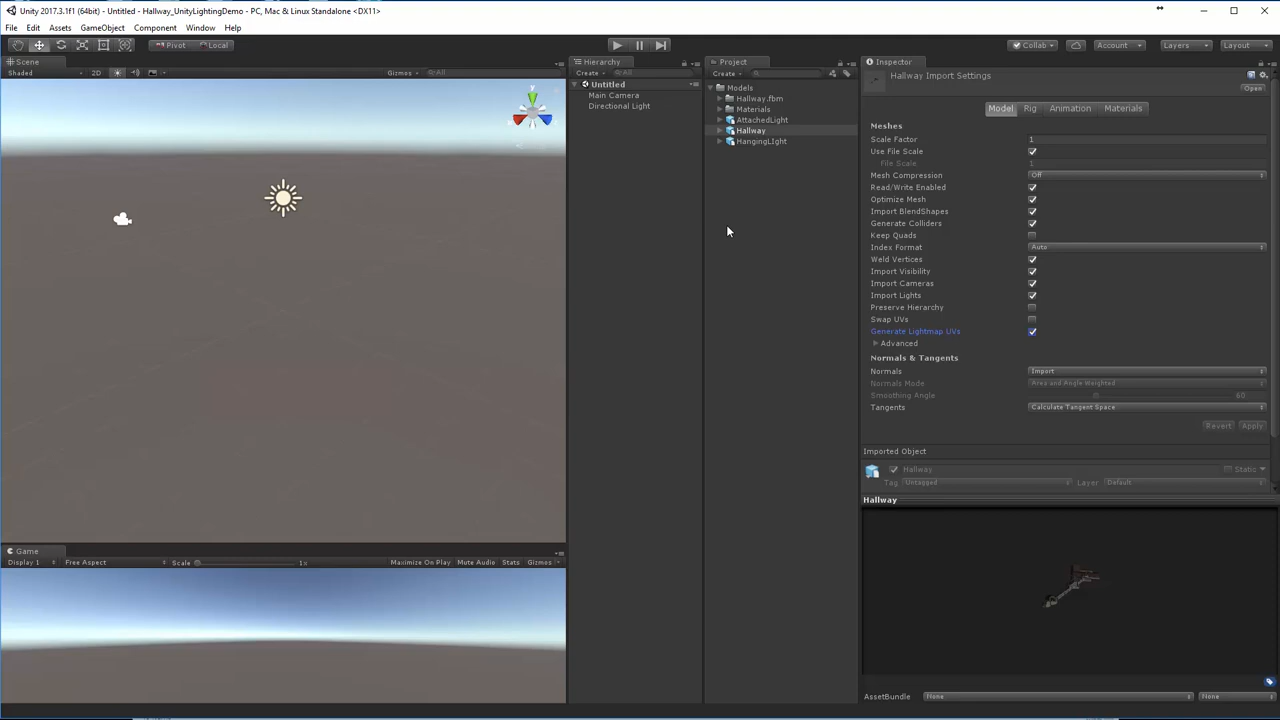 Unity 2017.3.1f1 (64bit) - Untitled - Hallway_UnityLightingDemo - PC, Mac & Linux Standalone <DX11>
File Edit Assets GameObject Component Window Help
Pivot Local Collab Account Layers Layout
Scene
Shaded 2D Gizmos All
Hierarchy
Create All
Untitled
Main Camera
Directional Light
Project
Create
Models
Hallway.fbm
Materials
AttachedLight
Hallway
HangingLIght
Inspector
Hallway Import Settings
Open
Model Rig Animation Materials
Meshes
Scale Factor 1
Use File Scale
File Scale 1
Mesh Compression Off
Read/Write Enabled
Optimize Mesh
Import BlendShapes
Generate Colliders
Keep Quads
Index Format Auto
Weld Vertices
Import Visibility
Import Cameras
Import Lights
Preserve Hierarchy
Swap UVs
Generate Lightmap UVs
Advanced
Normals & Tangents
Normals Import
Normals Mode Area and Angle Weighted
Smoothing Angle 60
Tangents Calculate Tangent Space
Revert Apply
Imported Object
Hallway Static
Tag Untagged Layer Default
Hallway
AssetBundle None None
Game
Display 1 Free Aspect Scale 1x Maximize On Play Mute Audio Stats Gizmos